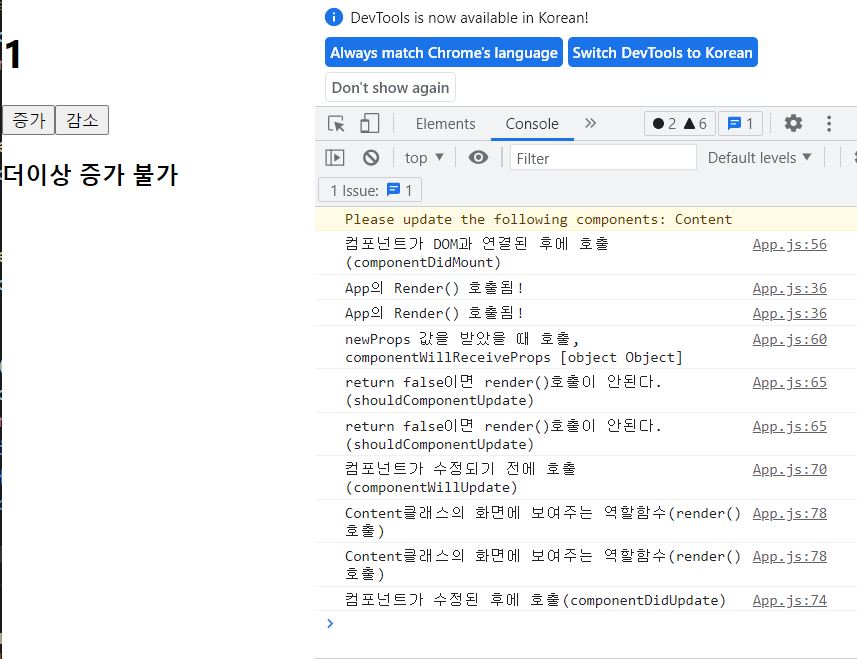 1
증가 감소
더이상 증가 불가
DevTools is now available in Korean!
Always match Chrome's language Switch DevTools to Korean
Don't show again
Elements Console » 2 6 1
top ▼ Filter Default levels ▼
1 Issue: 1
Please update the following components: Content
컴포넌트가 DOM과 연결된 후에 호출 App.js:56
(componentDidMount)
App의 Render() 호출됨! App.js:36
App의 Render() 호출됨! App.js:36
newProps 값을 받았을 때 호출, App.js:60
componentWillReceiveProps [object Object]
return false이면 render()호출이 안된다. App.js:65
(shouldComponentUpdate)
return false이면 render()호출이 안된다. App.js:65
(shouldComponentUpdate)
컴포넌트가 수정되기 전에 호출 App.js:70
(componentWillUpdate)
Content클래스의 화면에 보여주는 역할함수(render() App.js:78
호출)
Content클래스의 화면에 보여주는 역할함수(render() App.js:78
호출)
컴포넌트가 수정된 후에 호출(componentDidUpdate) App.js:74